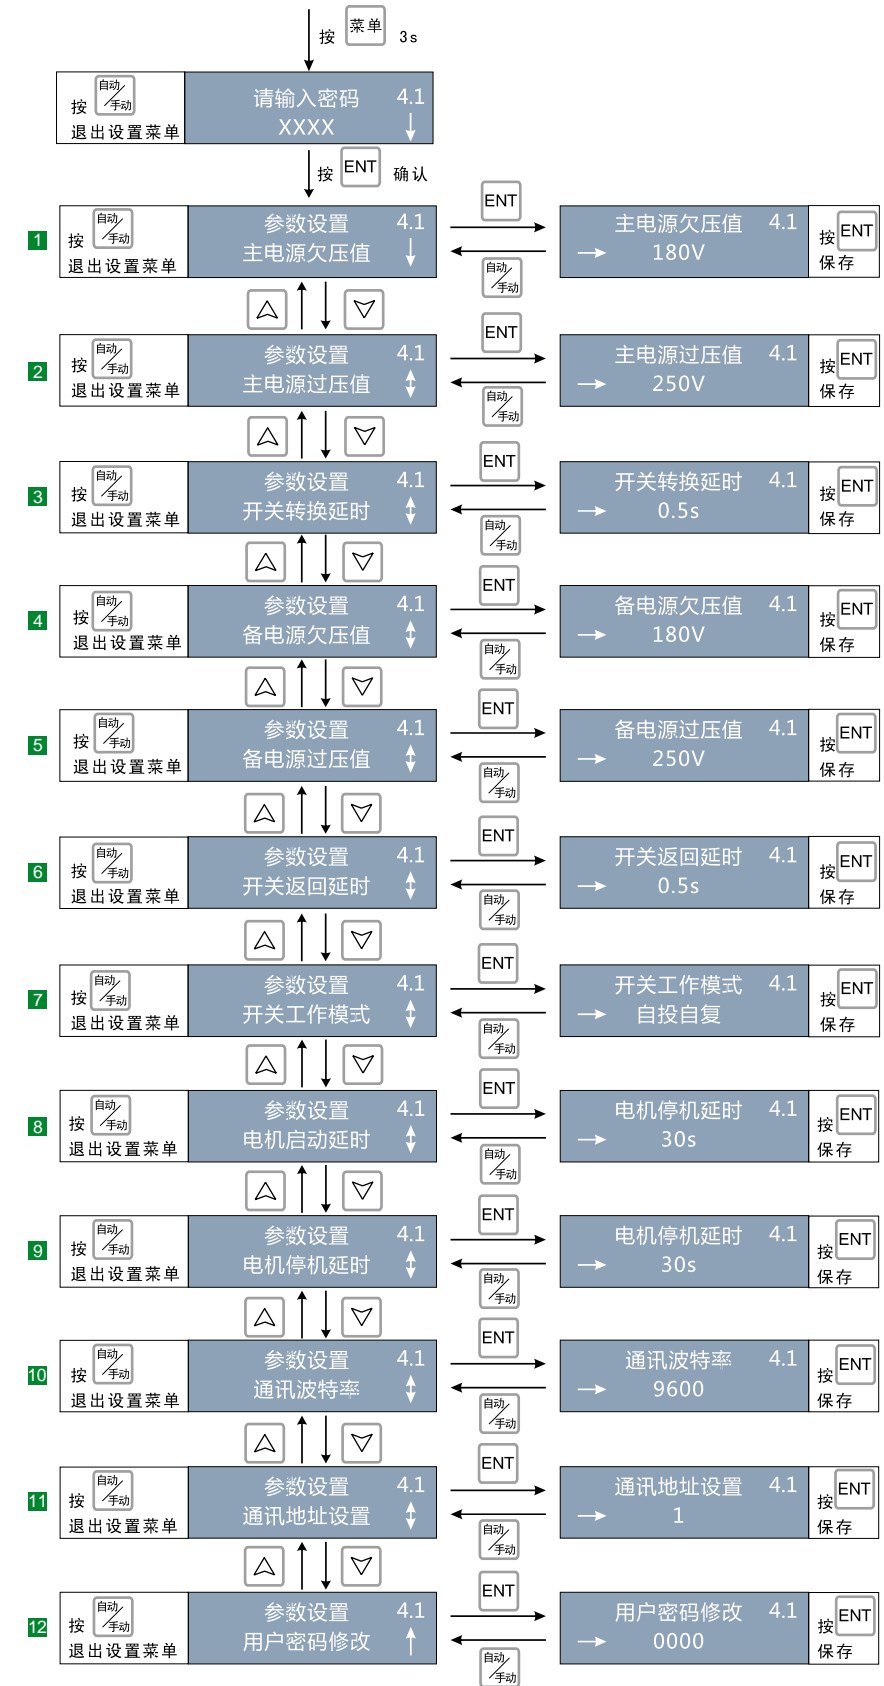 按 菜单 3s
按 自动/手动
退出设置菜单
请输入密码 4.1
XXXX
按 ENT 确认
1
按 自动/手动
退出设置菜单
参数设置 4.1
主电源欠压值
ENT
自动/手动
主电源欠压值 4.1
180V
按 ENT
保存
2
按 自动/手动
退出设置菜单
参数设置 4.1
主电源过压值
ENT
自动/手动
主电源过压值 4.1
250V
按 ENT
保存
3
按 自动/手动
退出设置菜单
参数设置 4.1
开关转换延时
ENT
自动/手动
开关转换延时 4.1
0.5s
按 ENT
保存
4
按 自动/手动
退出设置菜单
参数设置 4.1
备电源欠压值
ENT
自动/手动
备电源欠压值 4.1
180V
按 ENT
保存
5
按 自动/手动
退出设置菜单
参数设置 4.1
备电源过压值
ENT
自动/手动
备电源过压值 4.1
250V
按 ENT
保存
6
按 自动/手动
退出设置菜单
参数设置 4.1
开关返回延时
ENT
自动/手动
开关返回延时 4.1
0.5s
按 ENT
保存
7
按 自动/手动
退出设置菜单
参数设置 4.1
开关工作模式
ENT
自动/手动
开关工作模式 4.1
自投自复
按 ENT
保存
8
按 自动/手动
退出设置菜单
参数设置 4.1
电机启动延时
ENT
自动/手动
电机停机延时 4.1
30s
按 ENT
保存
9
按 自动/手动
退出设置菜单
参数设置 4.1
电机停机延时
ENT
自动/手动
电机停机延时 4.1
30s
按 ENT
保存
10
按 自动/手动
退出设置菜单
参数设置 4.1
通讯波特率
ENT
自动/手动
通讯波特率 4.1
9600
按 ENT
保存
11
按 自动/手动
退出设置菜单
参数设置 4.1
通讯地址设置
ENT
自动/手动
通讯地址设置 4.1
1
按 ENT
保存
12
按 自动/手动
退出设置菜单
参数设置 4.1
用户密码修改
ENT
自动/手动
用户密码修改 4.1
0000
按 ENT
保存